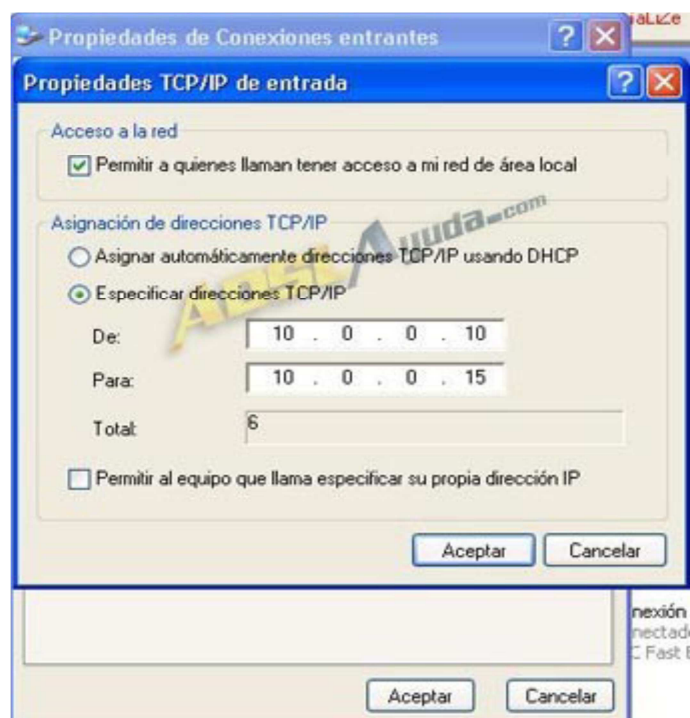 aLiZe
Propiedades de Conexiones entrantes
Propiedades TCP/IP de entrada
Acceso a la red
Permitir a quienes llaman tener acceso a mi red de área local
Asignación de direcciones TCP/IP
AdslAyuda.com
Asignar automáticamente direcciones TCP/IP usando DHCP
Especificar direcciones TCP/IP
De: 10 . 0 . 0 . 10
Para: 10 . 0 . 0 . 15
Total: 6
Permitir al equipo que llama especificar su propia dirección IP
Aceptar Cancelar
nexión
nectado
C Fast E
Aceptar Cancelar